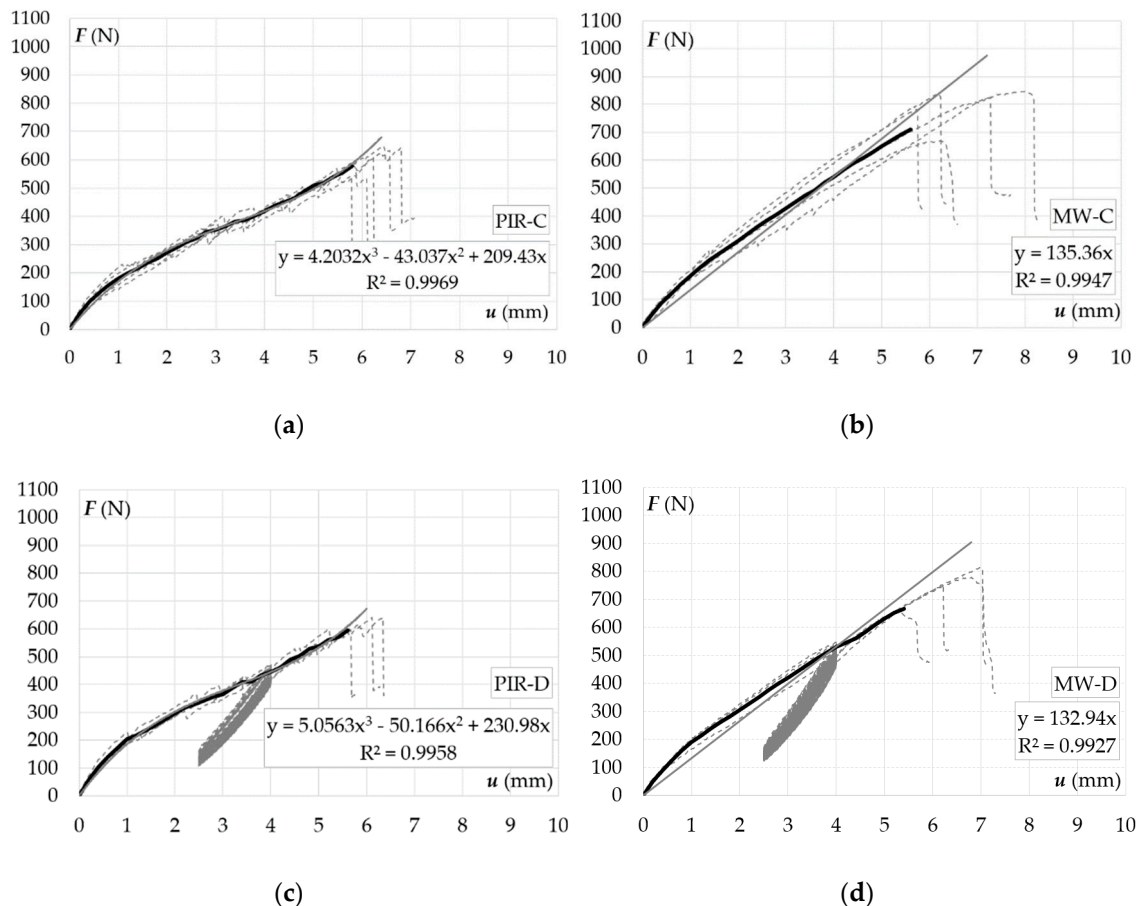 1100
1000
900
800
700
600
500
400
300
200
100
0
F (N)
PIR-C
y = 4.2032x³ - 43.037x² + 209.43x
R² = 0.9969
u (mm)
0 1 2 3 4 5 6 7 8 9 10
(a)
1100
1000
900
800
700
600
500
400
300
200
100
0
F (N)
MW-C
y = 135.36x
R² = 0.9947
u (mm)
0 1 2 3 4 5 6 7 8 9 10
(b)
1100
1000
900
800
700
600
500
400
300
200
100
0
F (N)
PIR-D
y = 5.0563x³ - 50.166x² + 230.98x
R² = 0.9958
u (mm)
0 1 2 3 4 5 6 7 8 9 10
(c)
1100
1000
900
800
700
600
500
400
300
200
100
0
F (N)
MW-D
y = 132.94x
R² = 0.9927
u (mm)
0 1 2 3 4 5 6 7 8 9 10
(d)